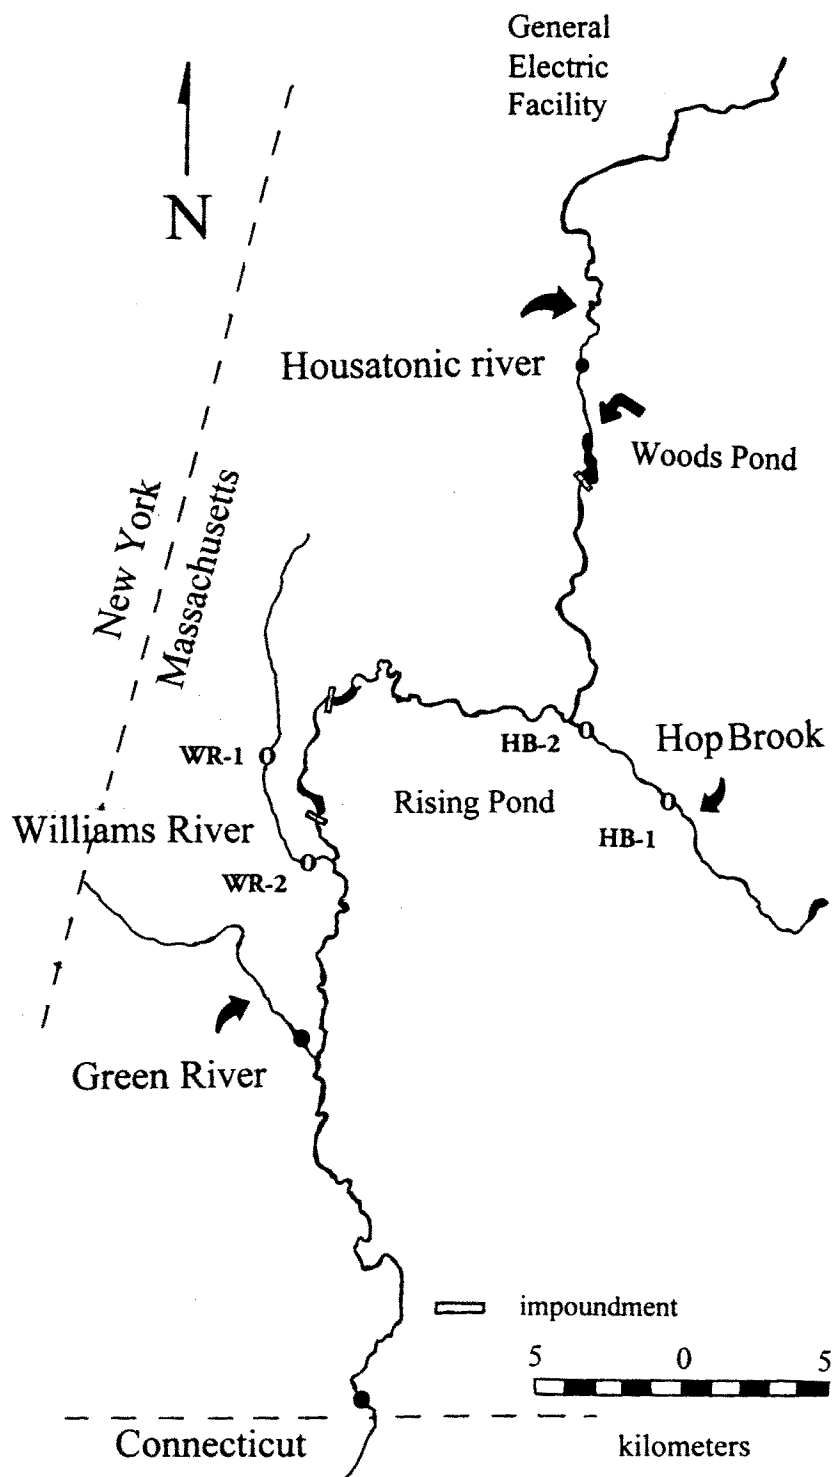 General
Electric
Facility
N
Housatonic river
Woods Pond
New York
Massachusetts
WR-1
HB-2
Hop Brook
Rising Pond
Williams River
HB-1
WR-2
Green River
impoundment
5 0 5
Connecticut
kilometers